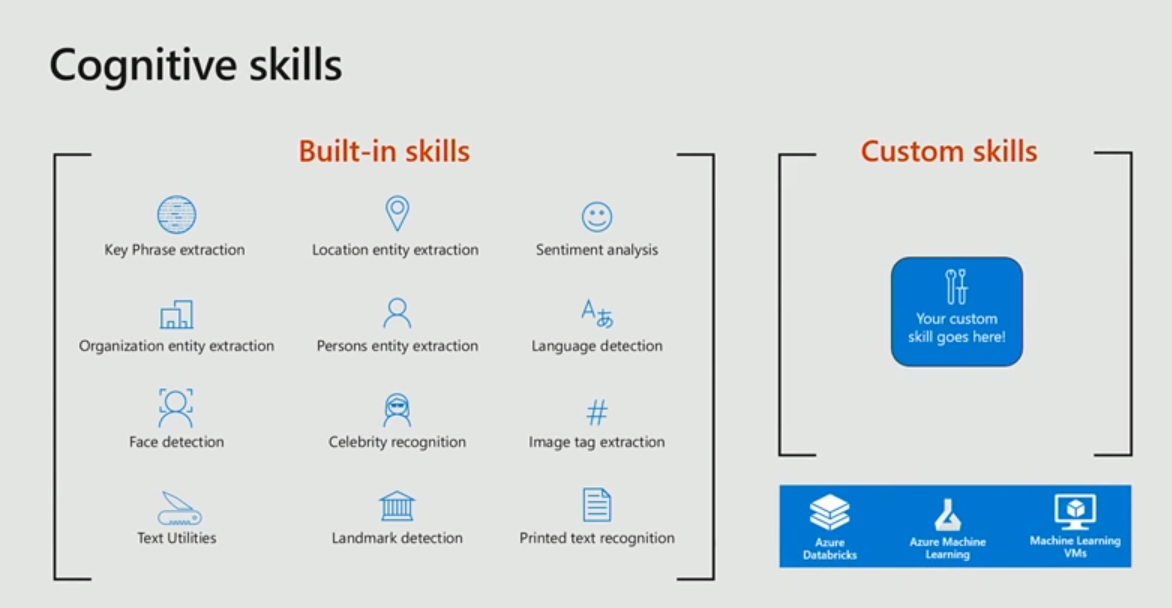 Cognitive skills
Built-in skills
Key Phrase extraction
Location entity extraction
Sentiment analysis
Organization entity extraction
Persons entity extraction
Aあ
Language detection
Face detection
Celebrity recognition
#
Image tag extraction
Text Utilities
Landmark detection
Printed text recognition
Custom skills
Your custom
skill goes here!
Azure
Databricks
Azure Machine
Learning
Machine Learning
VMs